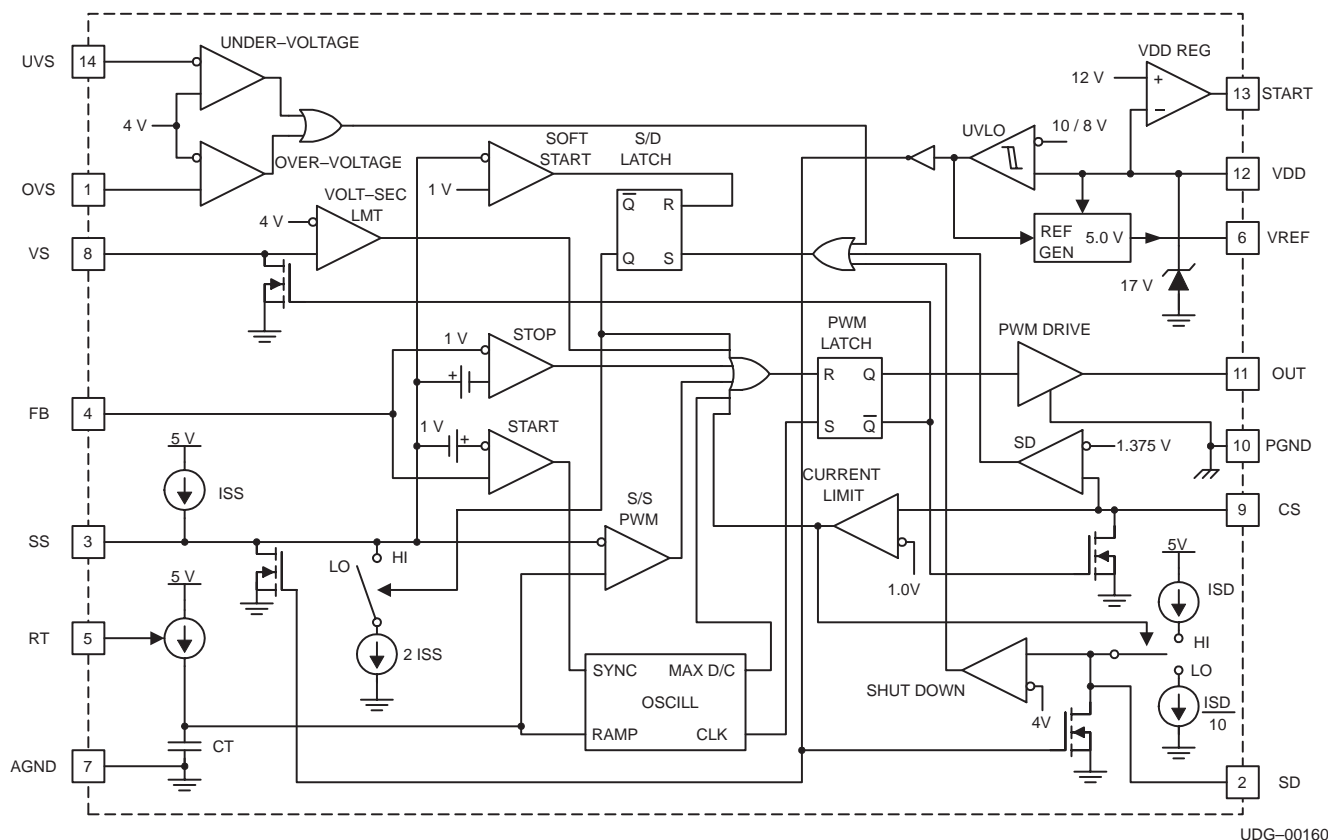 UNDER–VOLTAGE
UVS
14
4 V
OVER–VOLTAGE
OVS
1
VOLT–SEC
LMT
4 V
VS
8
SOFT
START
1 V
S/D
LATCH
Q
R
Q
S
VDD REG
12 V
+
–
13
START
UVLO
10 / 8 V
12
VDD
REF
GEN
5.0 V
6
VREF
17 V
1 V
STOP
+
FB
4
1 V
+
START
PWM
LATCH
R
Q
S
Q
PWM DRIVE
11
OUT
10
PGND
SD
1.375 V
5 V
ISS
SS
3
CURRENT
LIMIT
1.0V
9
CS
S/S
PWM
HI
LO
2 ISS
5 V
RT
5
CT
AGND
7
SYNC
MAX D/C
OSCILL
RAMP
CLK
5V
ISD
HI
LO
ISD
10
SHUT DOWN
4V
2
SD
UDG–00160